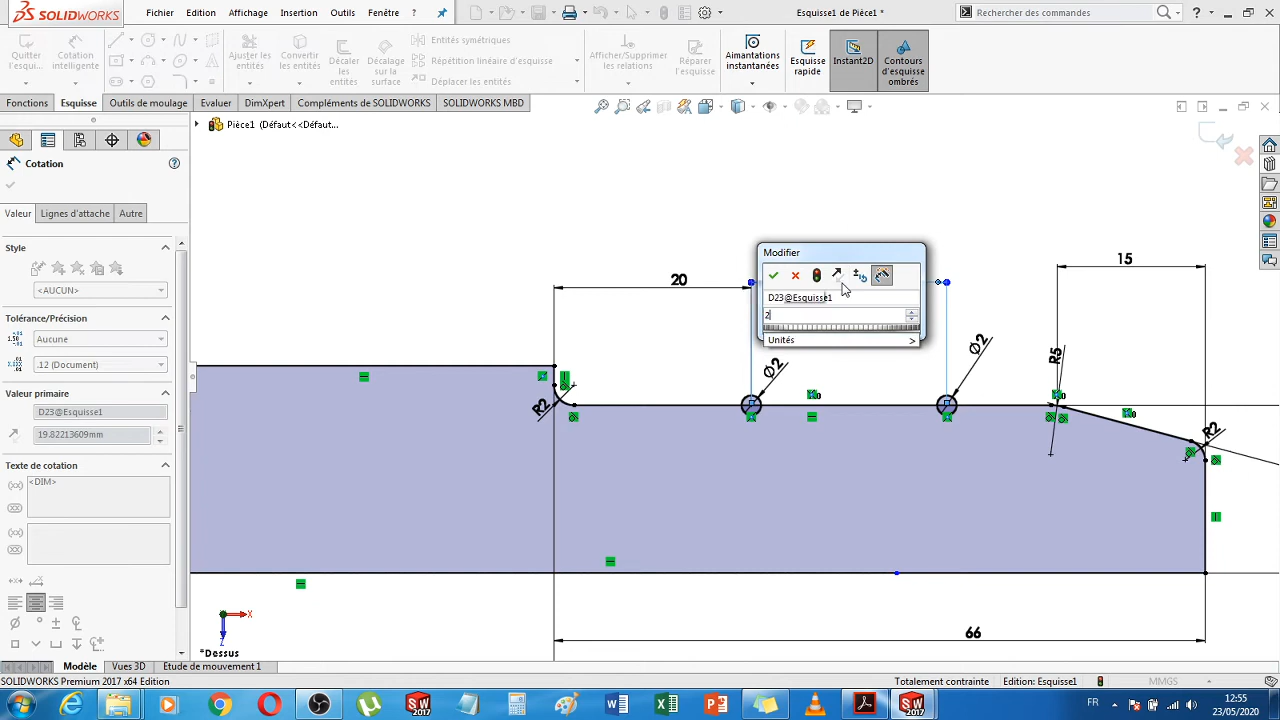 SOLIDWORKS
Fichier Edition Affichage Insertion Outils Fenêtre ?
Esquisse1 de Pièce1 *
Rechercher des commandes
Quitter l'esqui...
Cotation intelligente
Ajuster les entités
Convertir les entités
Décaler les entités
Décalage sur la surface
Entités symétriques
Répétition linéaire d'esquisse
Déplacer les entités
Afficher/Supprimer les relations
Réparer l'esquisse
Aimantations instantanées
Esquisse rapide
Instant2D
Contours d'esquisse ombrés
Fonctions Esquisse Outils de moulage Evaluer DimXpert Compléments de SOLIDWORKS SOLIDWORKS MBD
Pièce1 (Défaut<<Défaut...
Cotation
Valeur Lignes d'attache Autre
Style
<AUCUN>
Tolérance/Précision
Aucune
.12 (Document)
Valeur primaire
D23@Esquisse1
19.82213609mm
Texte de cotation
<DIM>
Modifier
D23@Esquisse1
2
Unités >
20
15
R5
Ø2
Ø2
R2
R2
66
X
Z
*Dessus
Modèle Vues 3D Etude de mouvement 1
SOLIDWORKS Premium 2017 x64 Edition
Totalement contrainte
Edition: Esquisse1
MMGS
FR
12:55
23/05/2020